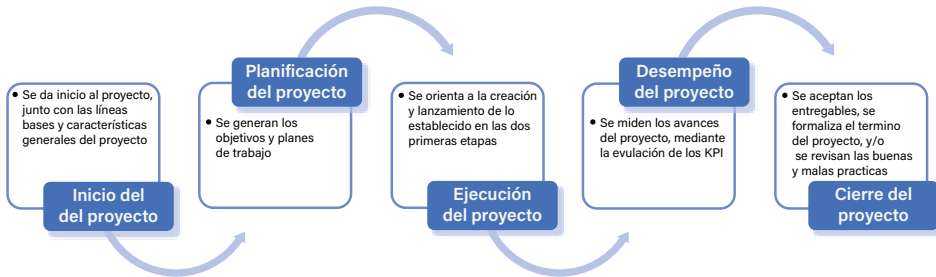 • Se da inicio al proyecto,
junto con las líneas
bases y características
generales del proyecto
Inicio del
del proyecto
Planificación
del proyecto
• Se generan los
objetivos y planes
de trabajo
• Se orienta a la creación
y lanzamiento de lo
establecido en las dos
primeras etapas
Ejecución
del proyecto
Desempeño
del proyecto
• Se miden los avances
del proyecto, mediante
la evulación de los KPI
• Se aceptan los
entregables, se
formaliza el termino
del proyecto, y/o
se revisan las buenas
y malas practicas
Cierre del
proyecto